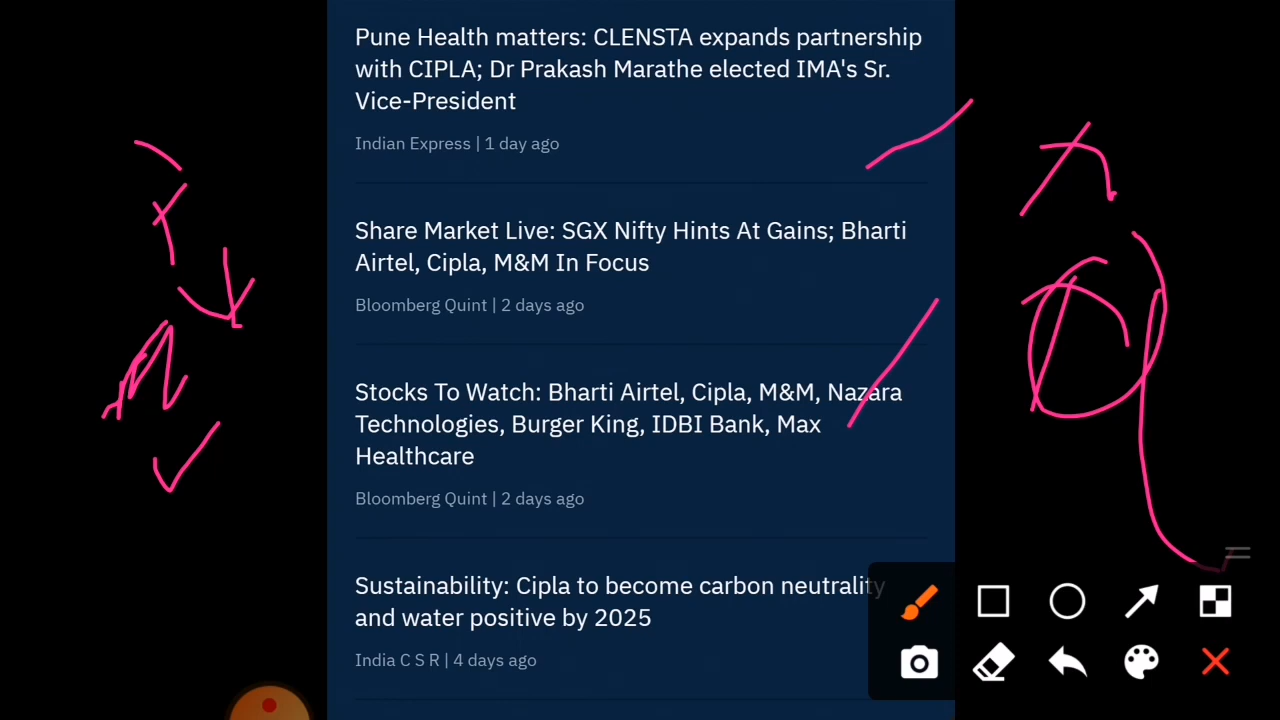 Pune Health matters: CLENSTA expands partnership
with CIPLA; Dr Prakash Marathe elected IMA's Sr.
Vice-President
Indian Express | 1 day ago
Share Market Live: SGX Nifty Hints At Gains; Bharti
Airtel, Cipla, M&M In Focus
Bloomberg Quint | 2 days ago
Stocks To Watch: Bharti Airtel, Cipla, M&M, Nazara
Technologies, Burger King, IDBI Bank, Max
Healthcare
Bloomberg Quint | 2 days ago
Sustainability: Cipla to become carbon neutrality
and water positive by 2025
India C S R | 4 days ago